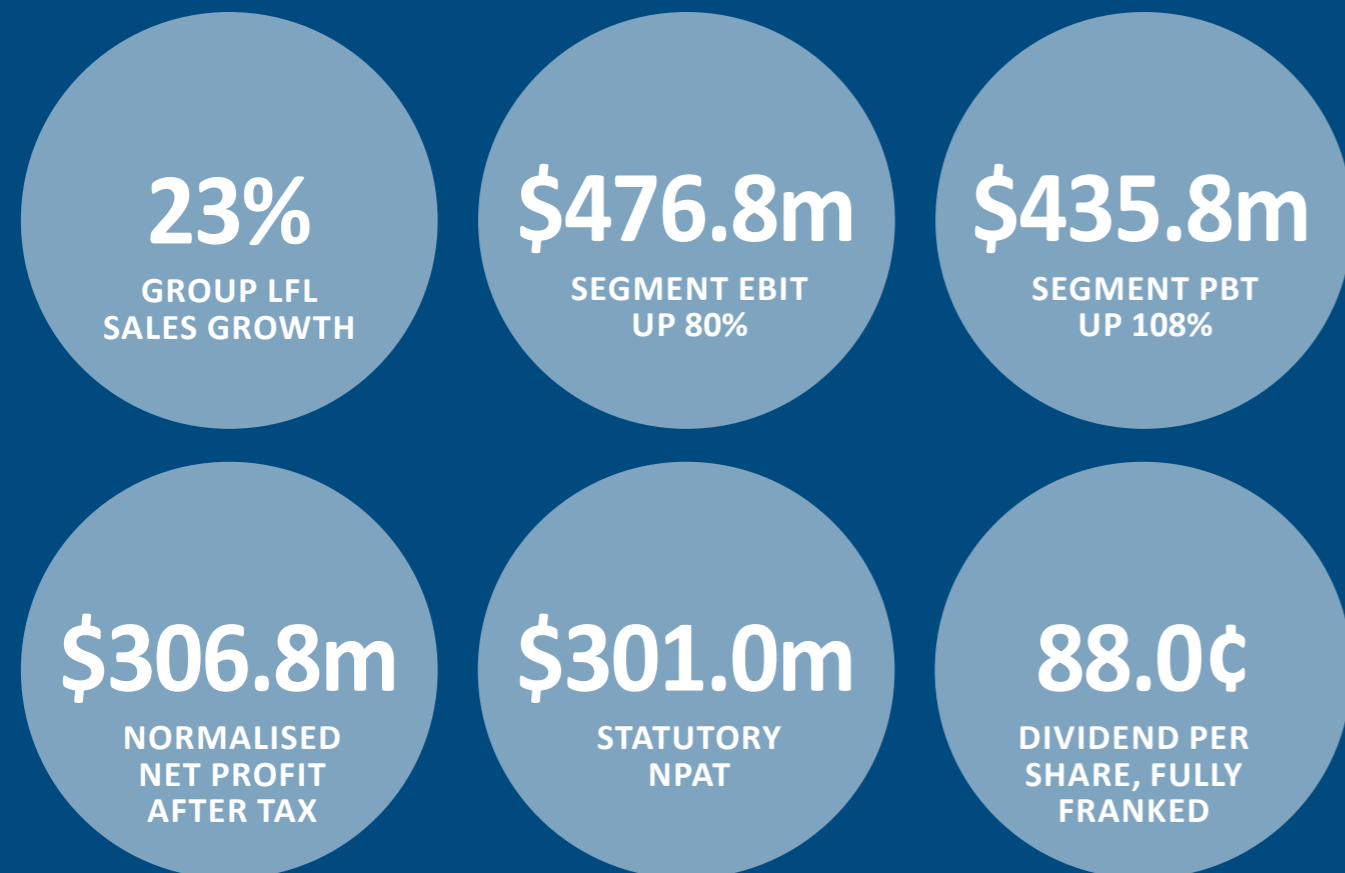 23%
GROUP LFL
SALES GROWTH
$476.8m
SEGMENT EBIT
UP 80%
$435.8m
SEGMENT PBT
UP 108%
$306.8m
NORMALISED
NET PROFIT
AFTER TAX
$301.0m
STATUTORY
NPAT
88.0¢
DIVIDEND PER
SHARE, FULLY
FRANKED